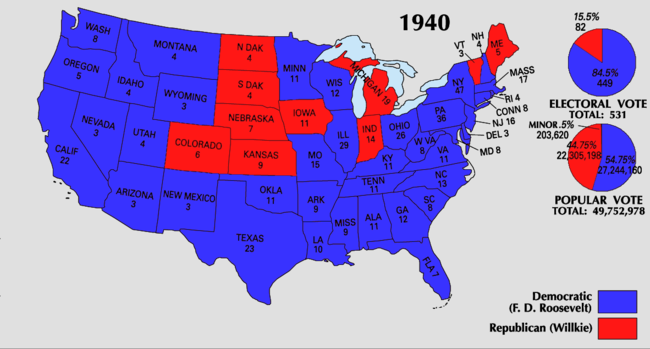 1940
WASH
8
OREGON
5
CALIF
22
NEVADA
3
IDAHO
4
MONTANA
4
WYOMING
3
UTAH
4
ARIZONA
3
COLORADO
6
NEW MEXICO
3
N DAK
4
S DAK
4
NEBRASKA
7
KANSAS
9
OKLA
11
TEXAS
23
MINN
11
IOWA
11
MO
15
ARK
9
LA
10
WIS
12
ILL
29
MICHIGAN 19
IND
14
OHIO
26
KY
11
TENN
11
MISS
9
ALA
11
GA
12
FLA 7
SC
8
NC
13
VA
11
W VA
8
PA
36
NY
47
VT
3
NH
4
ME
5
MASS
17
RI 4
CONN 8
NJ 16
DEL 3
MD 8
15.5%
82
84.5%
449
ELECTORAL VOTE
TOTAL: 531
MINOR .5%
203,620
44.75%
22,305,198
54.75%
27,244,160
POPULAR VOTE
TOTAL: 49,752,978
Democratic
(F. D. Roosevelt)
Republican (Willkie)